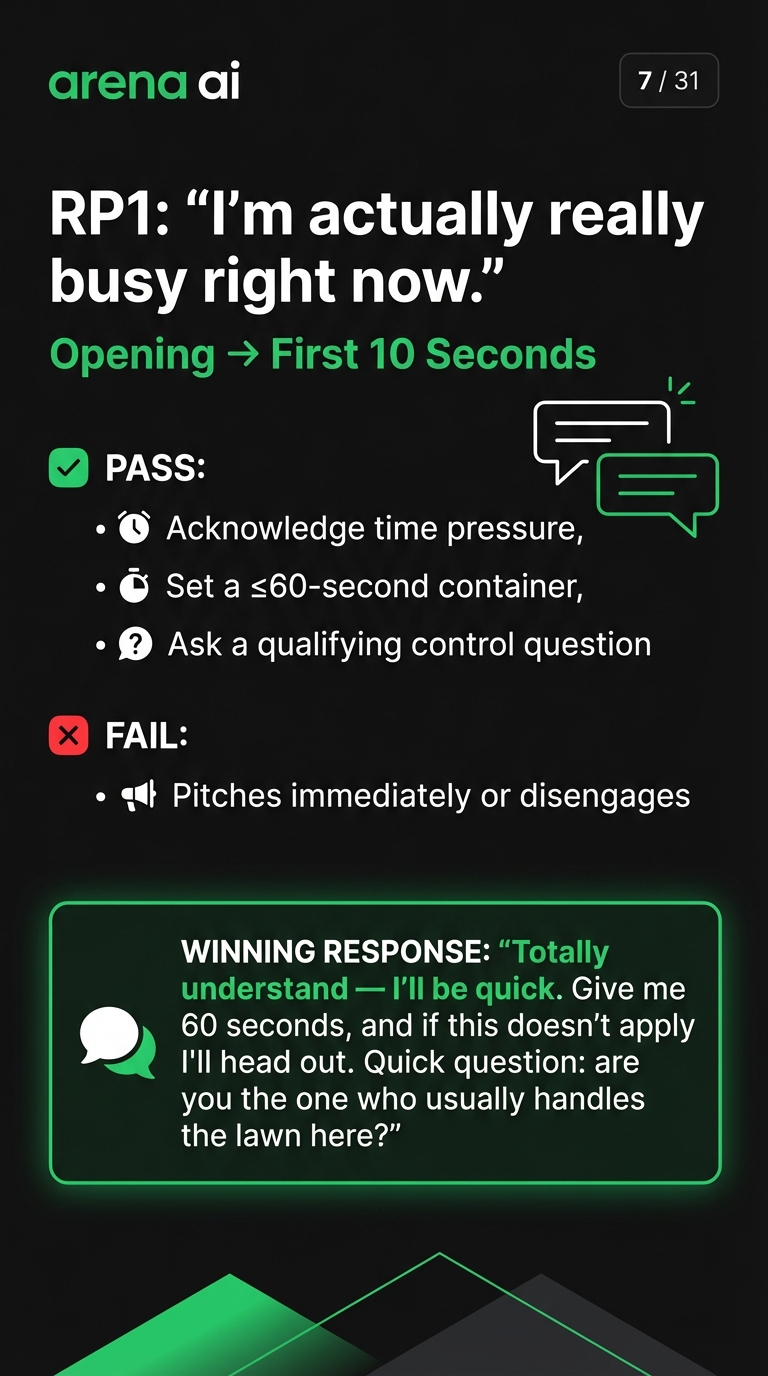 arena ai
7 / 31
RP1: “I’m actually really
busy right now.”
Opening → First 10 Seconds
PASS:
• Acknowledge time pressure,
• Set a ≤60-second container,
• Ask a qualifying control question
FAIL:
• Pitches immediately or disengages
WINNING RESPONSE: “Totally
understand — I’ll be quick. Give me
60 seconds, and if this doesn’t apply
I'll head out. Quick question: are
you the one who usually handles
the lawn here?”